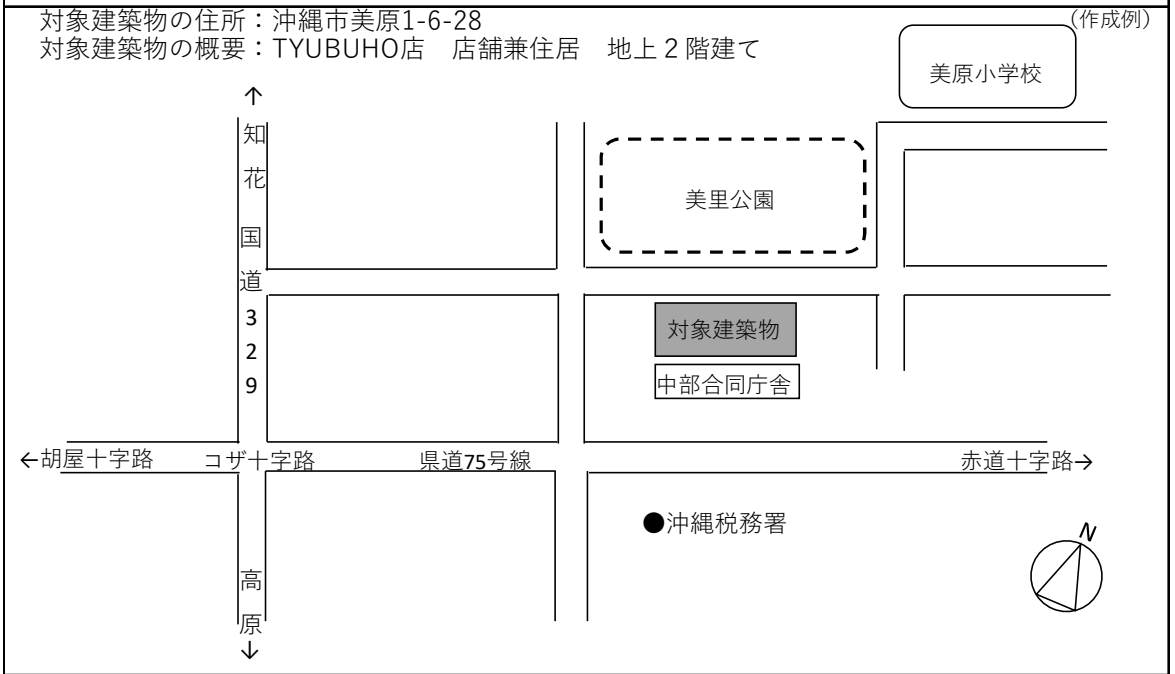 対象建築物の住所：沖縄市美原1-6-28
（作成例）
対象建築物の概要：TYUBUHO店　店舗兼住居　地上２階建て
美原小学校
↑
知花
国道329
美里公園
対象建築物
中部合同庁舎
←胡屋十字路
コザ十字路
県道75号線
赤道十字路→
●沖縄税務署
N
高原
↓